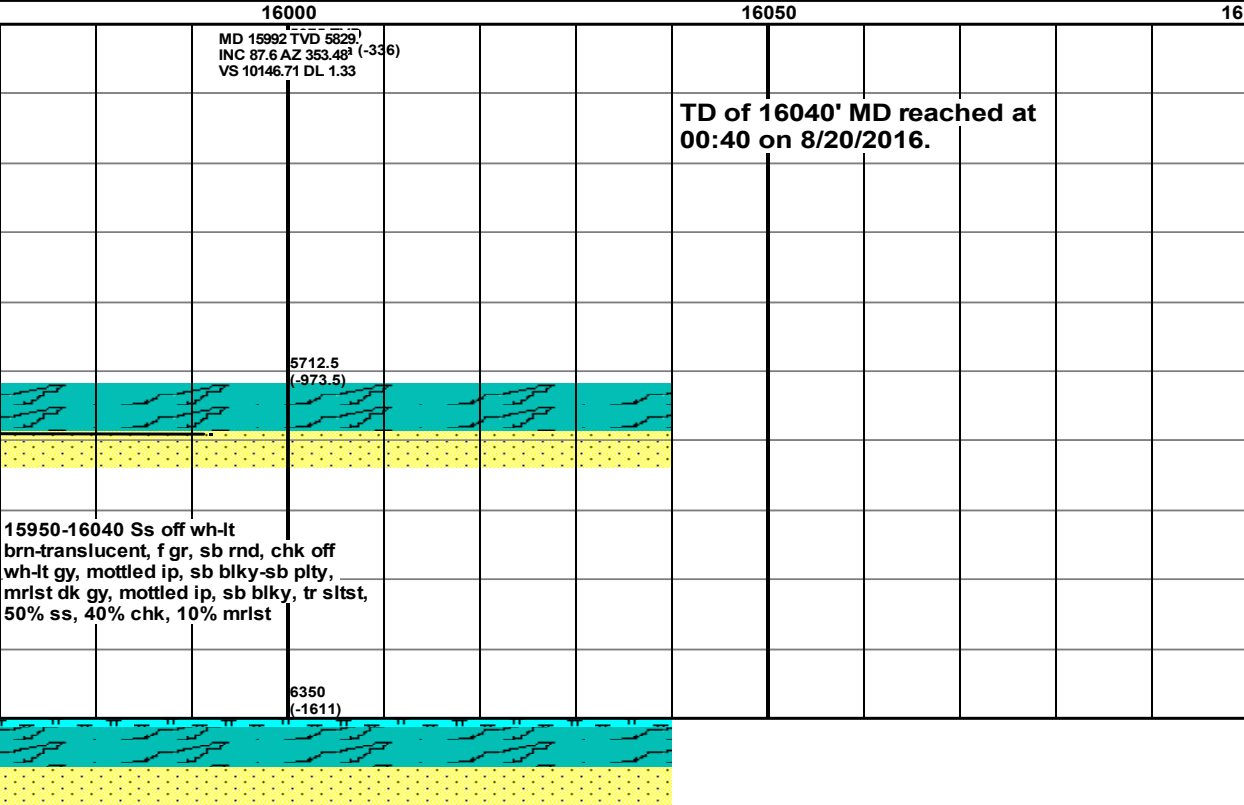 16000
16050
16
MD 15992 TVD 5829.
INC 87.6 AZ 353.48
(-336)
VS 10146.71 DL 1.33
TD of 16040' MD reached at
00:40 on 8/20/2016.
5712.5
(-973.5)
15950-16040 Ss off wh-lt
brn-translucent, f gr, sb rnd, chk off
wh-lt gy, mottled ip, sb blky-sb plty,
mrlst dk gy, mottled ip, sb blky, tr sltst,
50% ss, 40% chk, 10% mrlst
6350
(-1611)